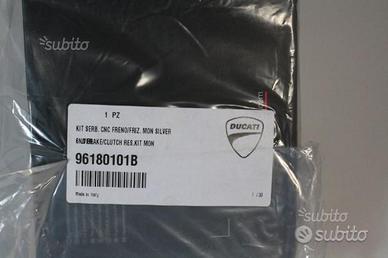 subito
1 PZ
KIT SERB. CNC FRENO/FRIZ. MON SILVER
BRAKE/CLUTCH RES.KIT MON
96180101B
DUCATI
Made in Italy
subito